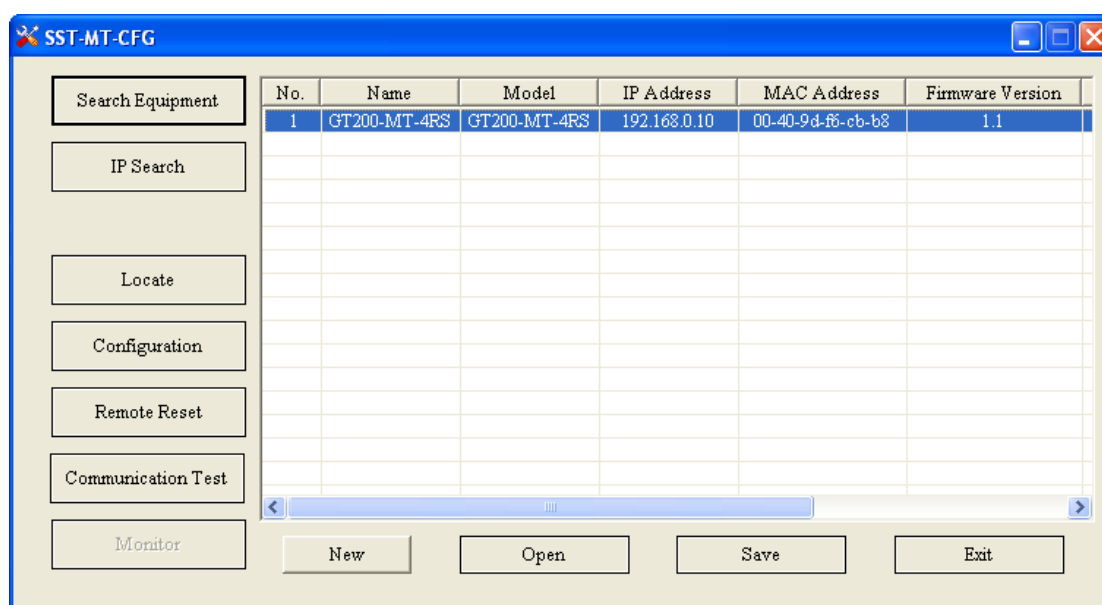 SST-MT-CFG
Search Equipment
IP Search
Locate
Configuration
Remote Reset
Communication Test
Monitor
No. Name Model IP Address MAC Address Firmware Version
1 GT200-MT-4RS GT200-MT-4RS 192.168.0.10 00-40-9d-f6-cb-b8 1.1
New Open Save Exit